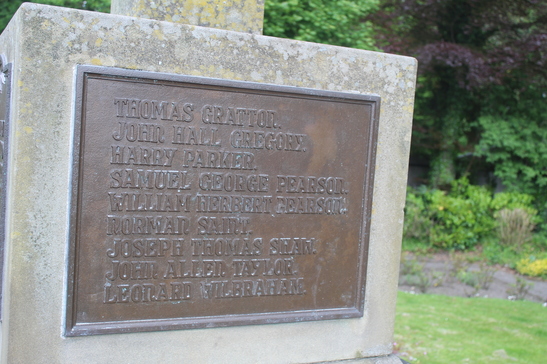 THOMAS GRATTON.
JOHN HALL GREGORY.
HARRY PARKER.
SAMUEL GEORGE PEARSON.
WILLIAM HERBERT PEARSON.
NORMAN SAINT.
JOSEPH THOMAS SHAW.
JOHN ALLEN TAYLOR.
LEONARD WILBRAHAM.